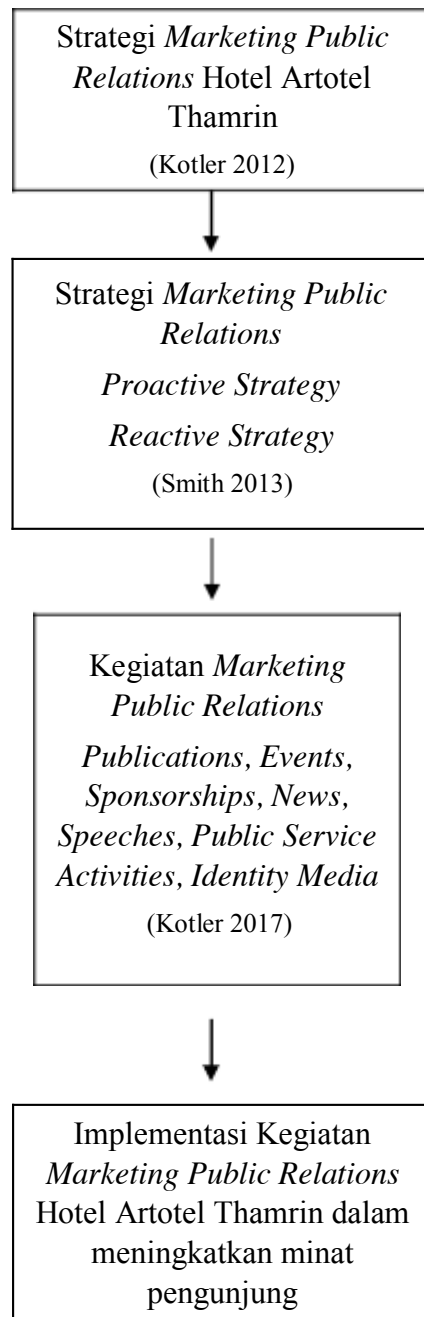 Strategi Marketing Public
Relations Hotel Artotel
Thamrin
(Kotler 2012)
Strategi Marketing Public
Relations
Proactive Strategy
Reactive Strategy
(Smith 2013)
Kegiatan Marketing
Public Relations
Publications, Events,
Sponsorships, News,
Speeches, Public Service
Activities, Identity Media
(Kotler 2017)
Implementasi Kegiatan
Marketing Public Relations
Hotel Artotel Thamrin dalam
meningkatkan minat
pengunjung